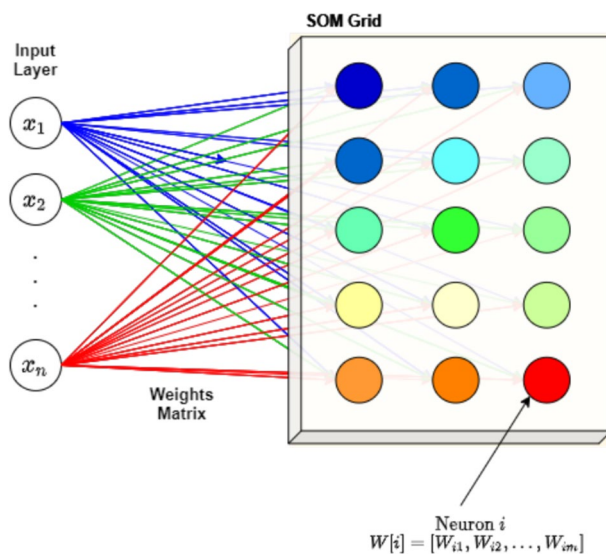 SOM Grid
Input
Layer
x₁
x₂
.
.
.
xₙ
Weights
Matrix
Neuron i
W[i] = [Wᵢ₁, Wᵢ₂, . . . , Wᵢₘ]